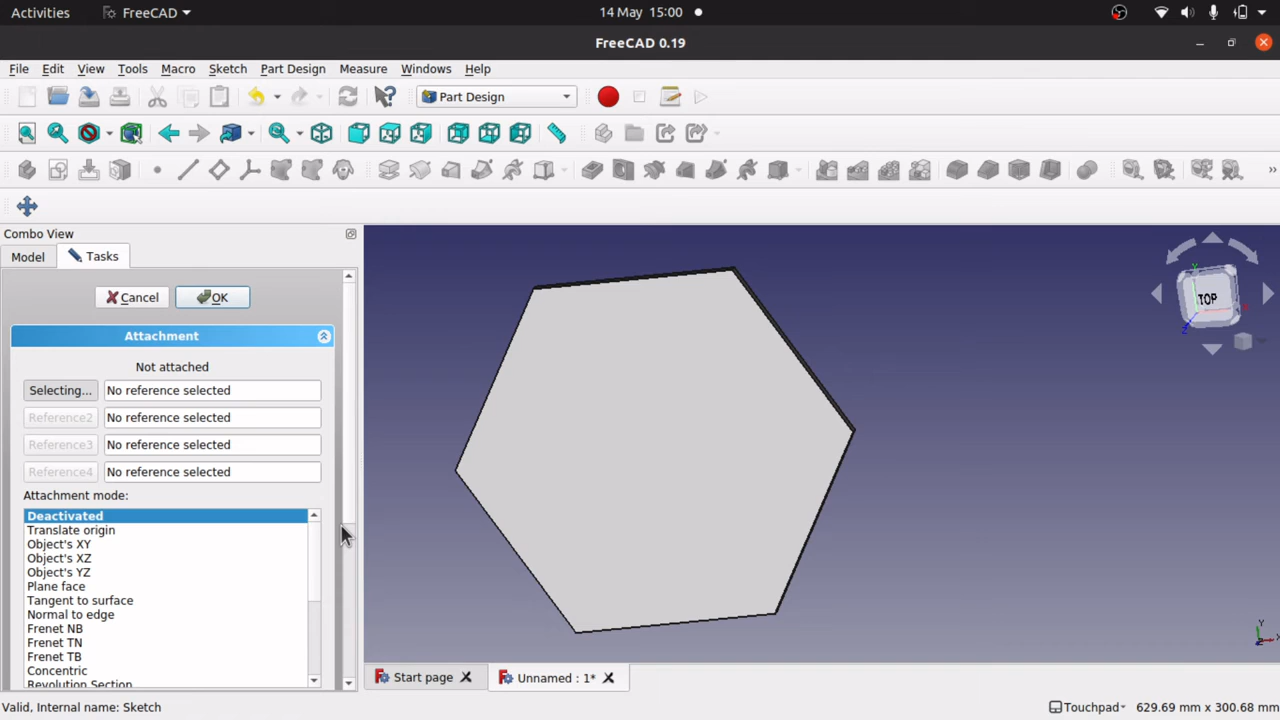 Activities FreeCAD 14 May 15:00
FreeCAD 0.19
File Edit View Tools Macro Sketch Part Design Measure Windows Help
Part Design
»
Combo View
Model Tasks
Cancel OK
Attachment
Not attached
Selecting... No reference selected
Reference2 No reference selected
Reference3 No reference selected
Reference4 No reference selected
Attachment mode:
Deactivated
Translate origin
Object's XY
Object's XZ
Object's YZ
Plane face
Tangent to surface
Normal to edge
Frenet NB
Frenet TN
Frenet TB
Concentric
Revolution Section
TOP
Y
X
Z
Y
X
Start page Unnamed : 1*
Valid, Internal name: Sketch Touchpad 629.69 mm x 300.68 mm